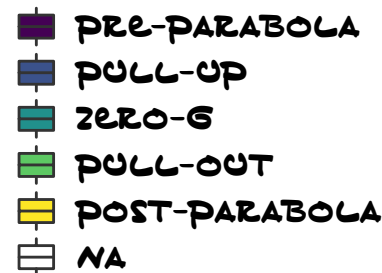 PRE-PARABOLA
PULL-UP
ZERO-G
PULL-OUT
POST-PARABOLA
NA